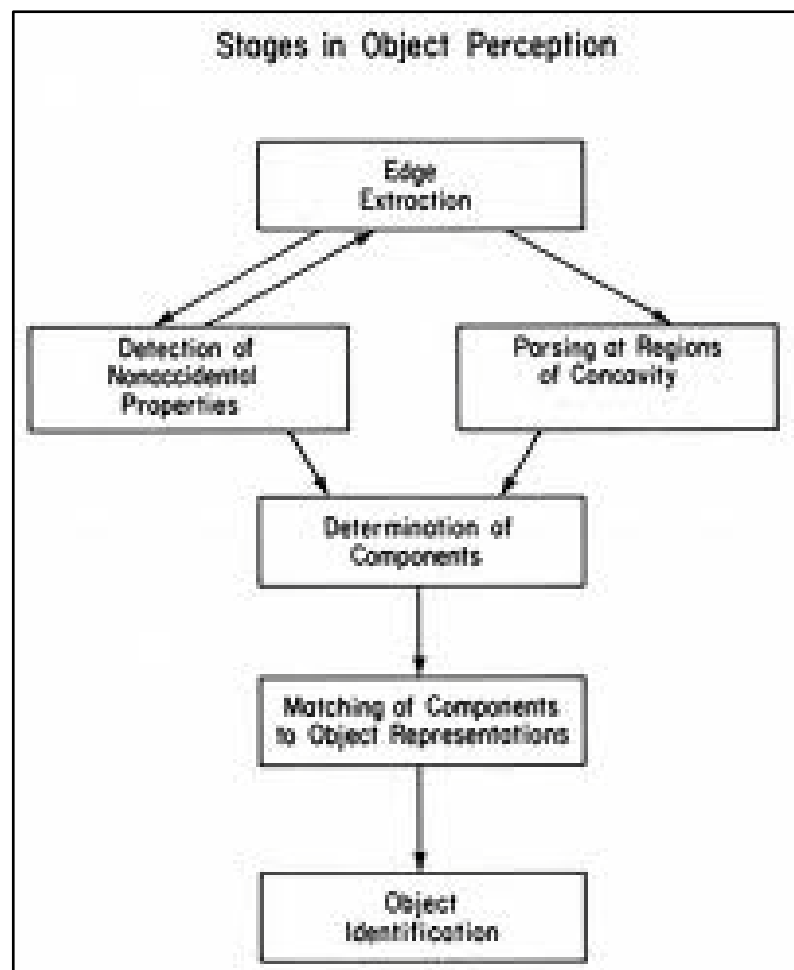 Stages in Object Perception
Edge
Extraction
Detection of
Nonaccidental
Properties
Parsing at Regions
of Concavity
Determination of
Components
Matching of Components
to Object Representations
Object
Identification